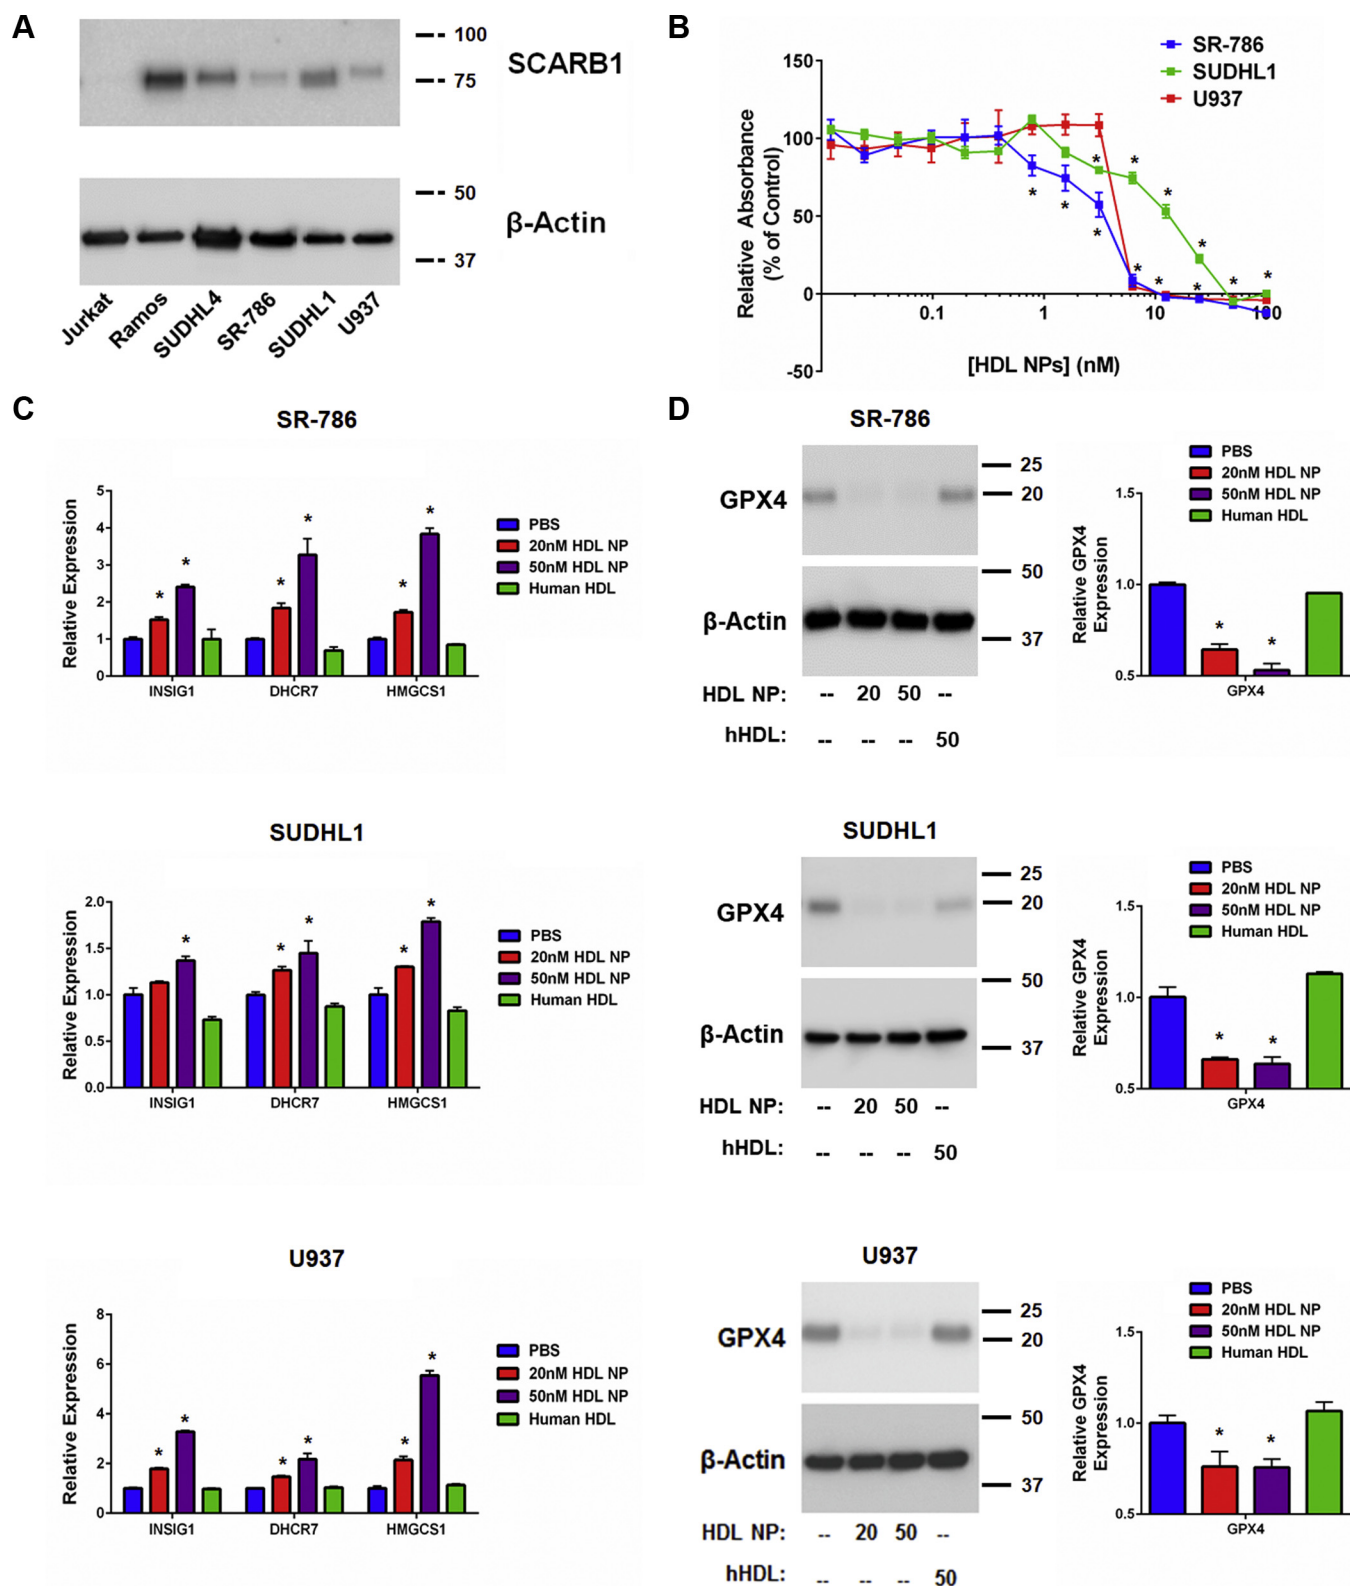 A
SCARB1
100
75
β-Actin
50
37
Jurkat
Ramos
SUDHL4
SR-786
SUDHL1
U937
B
SR-786
SUDHL1
U937
Relative Absorbance
(% of Control)
150
100
50
0
-50
0.1
1
10
100
* * * * * * * * * * * *
[HDL NPs] (nM)
C
SR-786
Relative Expression
5
4
3
2
1
0
* * * * * *
INSIG1
DHCR7
HMGCS1
PBS
20nM HDL NP
50nM HDL NP
Human HDL
SUDHL1
Relative Expression
2.0
1.5
1.0
0.5
0.0
* * * * *
INSIG1
DHCR7
HMGCS1
PBS
20nM HDL NP
50nM HDL NP
Human HDL
U937
Relative Expression
8
6
4
2
0
* * * * * *
INSIG1
DHCR7
HMGCS1
PBS
20nM HDL NP
50nM HDL NP
Human HDL
D
SR-786
GPX4
25
20
β-Actin
50
37
HDL NP: -- 20 50 --
hHDL: -- -- -- 50
PBS
20nM HDL NP
50nM HDL NP
Human HDL
Relative GPX4
Expression
1.5
1.0
0.5
* *
GPX4
SUDHL1
GPX4
25
20
β-Actin
50
37
HDL NP: -- 20 50 --
hHDL: -- -- -- 50
PBS
20nM HDL NP
50nM HDL NP
Human HDL
Relative GPX4
Expression
1.5
1.0
0.5
* *
GPX4
U937
GPX4
25
20
β-Actin
50
37
HDL NP: -- 20 50 --
hHDL: -- -- -- 50
PBS
20nM HDL NP
50nM HDL NP
Human HDL
Relative GPX4
Expression
1.5
1.0
0.5
* *
GPX4